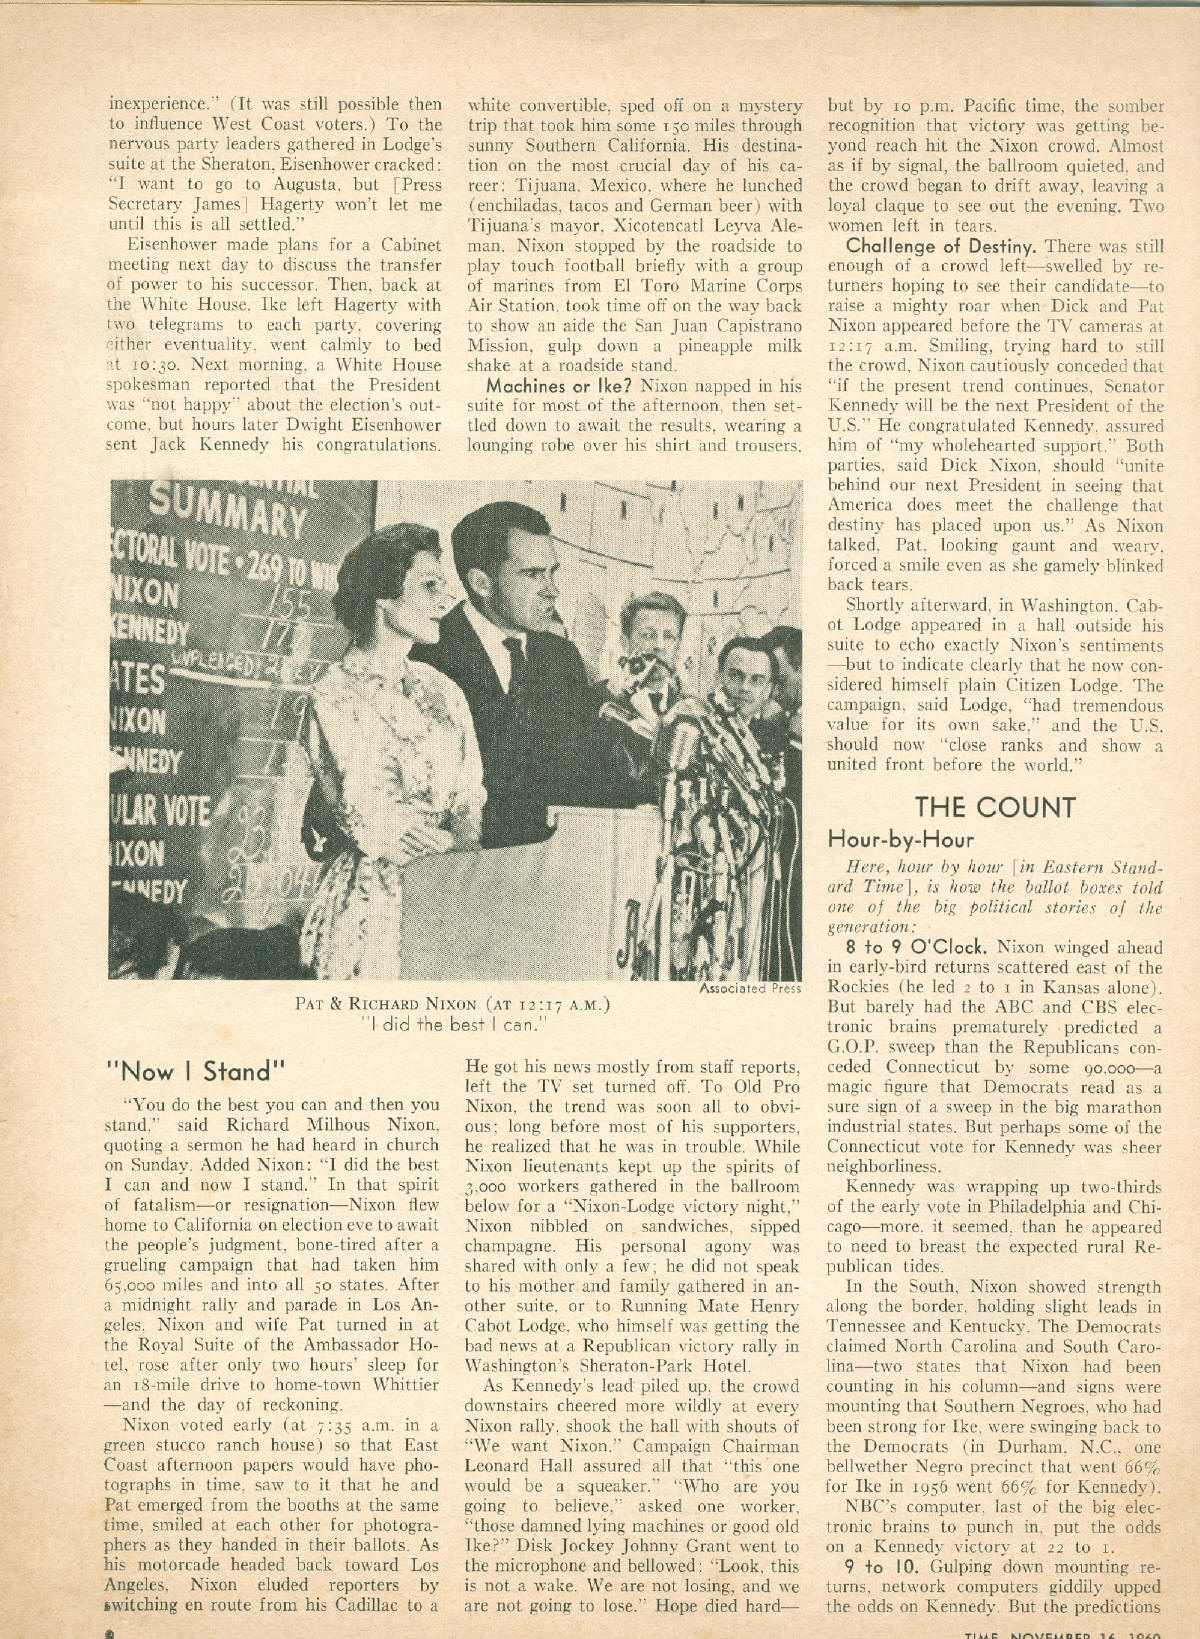 inexperience." (It was still possible then
to influence West Coast voters.) To the
nervous party leaders gathered in Lodge's
suite at the Sheraton, Eisenhower cracked:
"I want to go to Augusta, but [Press
Secretary James] Hagerty won't let me
until this is all settled."
Eisenhower made plans for a Cabinet
meeting next day to discuss the transfer
of power to his successor. Then, back at
the White House, Ike left Hagerty with
two telegrams to each party, covering
either eventuality, went calmly to bed
at 10:30. Next morning, a White House
spokesman reported that the President
was "not happy" about the election's out-
come, but hours later Dwight Eisenhower
sent Jack Kennedy his congratulations.
white convertible, sped off on a mystery
trip that took him some 150 miles through
sunny Southern California. His destina-
tion on the most crucial day of his ca-
reer: Tijuana, Mexico, where he lunched
(enchiladas, tacos and German beer) with
Tijuana's mayor, Xicotencatl Leyva Ale-
man. Nixon stopped by the roadside to
play touch football briefly with a group
of marines from El Toro Marine Corps
Air Station, took time off on the way back
to show an aide the San Juan Capistrano
Mission, gulp down a pineapple milk
shake at a roadside stand.
Machines or Ike? Nixon napped in his
suite for most of the afternoon, then set-
tled down to await the results, wearing a
lounging robe over his shirt and trousers.
SUMMARY
ECTORAL VOTE • 269 TO WIN
NIXON 155
KENNEDY
ATES
NIXON 19
ENNEDY
ULAR VOTE
IXON
ENNEDY
Associated Press
PAT & RICHARD NIXON (AT 12:17 A.M.)
"I did the best I can."
"Now I Stand"
"You do the best you can and then you
stand," said Richard Milhous Nixon,
quoting a sermon he had heard in church
on Sunday. Added Nixon: "I did the best
I can and now I stand." In that spirit
of fatalism—or resignation—Nixon flew
home to California on election eve to await
the people's judgment, bone-tired after a
grueling campaign that had taken him
65,000 miles and into all 50 states. After
a midnight rally and parade in Los An-
geles, Nixon and wife Pat turned in at
the Royal Suite of the Ambassador Ho-
tel, rose after only two hours' sleep for
an 18-mile drive to home-town Whittier
—and the day of reckoning.
Nixon voted early (at 7:35 a.m. in a
green stucco ranch house) so that East
Coast afternoon papers would have pho-
tographs in time, saw to it that he and
Pat emerged from the booths at the same
time, smiled at each other for photogra-
phers as they handed in their ballots. As
his motorcade headed back toward Los
Angeles, Nixon eluded reporters by
switching en route from his Cadillac to a
He got his news mostly from staff reports,
left the TV set turned off. To Old Pro
Nixon, the trend was soon all to obvi-
ous; long before most of his supporters,
he realized that he was in trouble. While
Nixon lieutenants kept up the spirits of
3,000 workers gathered in the ballroom
below for a "Nixon-Lodge victory night,"
Nixon nibbled on sandwiches, sipped
champagne. His personal agony was
shared with only a few; he did not speak
to his mother and family gathered in an-
other suite, or to Running Mate Henry
Cabot Lodge, who himself was getting the
bad news at a Republican victory rally in
Washington's Sheraton-Park Hotel.
As Kennedy's lead piled up, the crowd
downstairs cheered more wildly at every
Nixon rally, shook the hall with shouts of
"We want Nixon." Campaign Chairman
Leonard Hall assured all that "this one
would be a squeaker." "Who are you
going to believe," asked one worker,
"those damned lying machines or good old
Ike?" Disk Jockey Johnny Grant went to
the microphone and bellowed: "Look, this
is not a wake. We are not losing, and we
are not going to lose." Hope died hard—
but by 10 p.m. Pacific time, the somber
recognition that victory was getting be-
yond reach hit the Nixon crowd. Almost
as if by signal, the ballroom quieted, and
the crowd began to drift away, leaving a
loyal claque to see out the evening. Two
women left in tears.
Challenge of Destiny. There was still
enough of a crowd left—swelled by re-
turners hoping to see their candidate—to
raise a mighty roar when Dick and Pat
Nixon appeared before the TV cameras at
12:17 a.m. Smiling, trying hard to still
the crowd, Nixon cautiously conceded that
"if the present trend continues, Senator
Kennedy will be the next President of the
U.S." He congratulated Kennedy, assured
him of "my wholehearted support." Both
parties, said Dick Nixon, should "unite
behind our next President in seeing that
America does meet the challenge that
destiny has placed upon us." As Nixon
talked, Pat, looking gaunt and weary,
forced a smile even as she gamely blinked
back tears.
Shortly afterward, in Washington, Cab-
ot Lodge appeared in a hall outside his
suite to echo exactly Nixon's sentiments
—but to indicate clearly that he now con-
sidered himself plain Citizen Lodge. The
campaign, said Lodge, "had tremendous
value for its own sake," and the U.S.
should now "close ranks and show a
united front before the world."
THE COUNT
Hour-by-Hour
Here, hour by hour [in Eastern Stand-
ard Time], is how the ballot boxes told
one of the big political stories of the
generation:
8 to 9 O'Clock. Nixon winged ahead
in early-bird returns scattered east of the
Rockies (he led 2 to 1 in Kansas alone).
But barely had the ABC and CBS elec-
tronic brains prematurely predicted a
G.O.P. sweep than the Republicans con-
ceded Connecticut by some 90,000—a
magic figure that Democrats read as a
sure sign of a sweep in the big marathon
industrial states. But perhaps some of the
Connecticut vote for Kennedy was sheer
neighborliness.
Kennedy was wrapping up two-thirds
of the early vote in Philadelphia and Chi-
cago—more, it seemed, than he appeared
to need to breast the expected rural Re-
publican tides.
In the South, Nixon showed strength
along the border, holding slight leads in
Tennessee and Kentucky. The Democrats
claimed North Carolina and South Caro-
lina—two states that Nixon had been
counting in his column—and signs were
mounting that Southern Negroes, who had
been strong for Ike, were swinging back to
the Democrats (in Durham, N.C., one
bellwether Negro precinct that went 66%
for Ike in 1956 went 66% for Kennedy).
NBC's computer, last of the big elec-
tronic brains to punch in, put the odds
on a Kennedy victory at 22 to 1.
9 to 10. Gulping down mounting re-
turns, network computers giddily upped
the odds on Kennedy. But the predictions
TIME, NOVEMBER 16, 1960